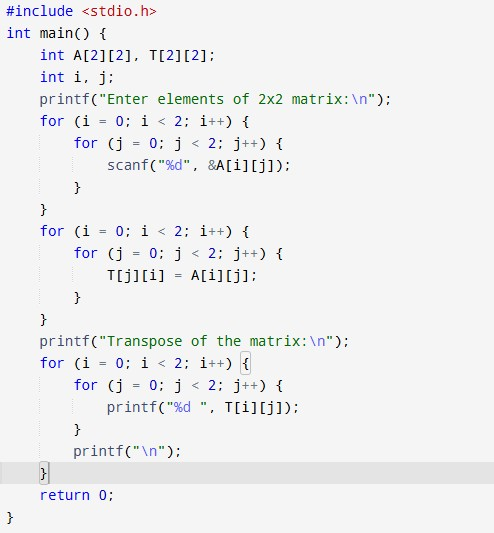 #include <stdio.h>
int main() {
    int A[2][2], T[2][2];
    int i, j;
    printf("Enter elements of 2x2 matrix:\n");
    for (i = 0; i < 2; i++) {
        for (j = 0; j < 2; j++) {
            scanf("%d", &A[i][j]);
        }
    }
    for (i = 0; i < 2; i++) {
        for (j = 0; j < 2; j++) {
            T[j][i] = A[i][j];
        }
    }
    printf("Transpose of the matrix:\n");
    for (i = 0; i < 2; i++) {
        for (j = 0; j < 2; j++) {
            printf("%d ", T[i][j]);
        }
        printf("\n");
    }
    return 0;
}